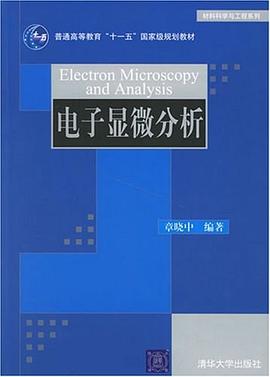 材料科学与工程系列
普通高等教育“十一五”国家级规划教材
Electron Microscopy
and Analysis
电子显微分析
章晓中 编著
清华大学出版社